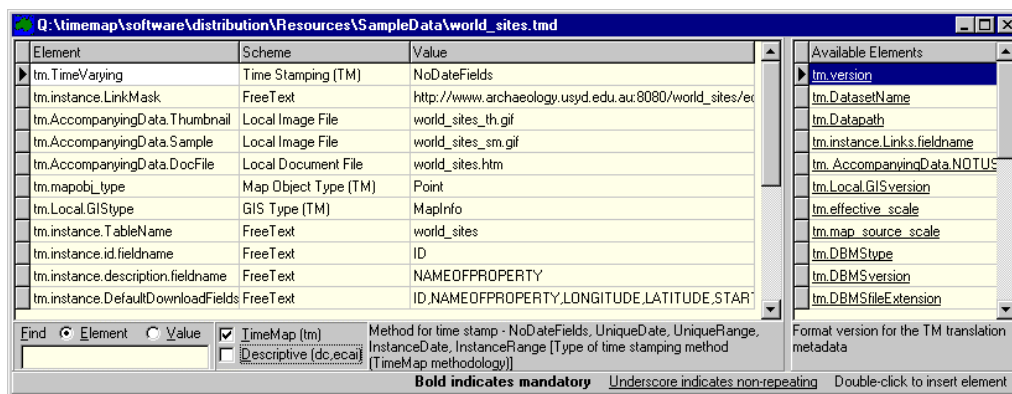 Q:\timemap\software\distribution\Resources\SampleData\world_sites.tmd
Element Scheme Value
tm.TimeVarying Time Stamping (TM) NoDateFields
tm.instance.LinkMask FreeText http://www.archaeology.usyd.edu.au:8080/world_sites/ec
tm.AccompanyingData.Thumbnail Local Image File world_sites_th.gif
tm.AccompanyingData.Sample Local Image File world_sites_sm.gif
tm.AccompanyingData.DocFile Local Document File world_sites.htm
tm.mapobj_type Map Object Type (TM) Point
tm.Local.GIStype GIS Type (TM) MapInfo
tm.instance.TableName FreeText world_sites
tm.instance.id.fieldname FreeText ID
tm.instance.description.fieldname FreeText NAMEOFPROPERTY
tm.instance.DefaultDownloadFields FreeText ID,NAMEOFPROPERTY,LONGITUDE,LATITUDE,START
Available Elements
tm.version
tm.DatasetName
tm.Datapath
tm.instance.Links.fieldname
tm. AccompanyingData.NOTUS
tm.Local.GISversion
tm.effective_scale
tm.map_source_scale
tm.DBMStype
tm.DBMSversion
tm.DBMSfileExtension
Find Element Value
TimeMap (tm)
Descriptive (dc,ecai)
Method for time stamp - NoDateFields, UniqueDate, UniqueRange,
InstanceDate, InstanceRange [Type of time stamping method
(TimeMap methodology)]
Format version for the TM translation
metadata
Bold indicates mandatory Underscore indicates non-repeating Double-click to insert element